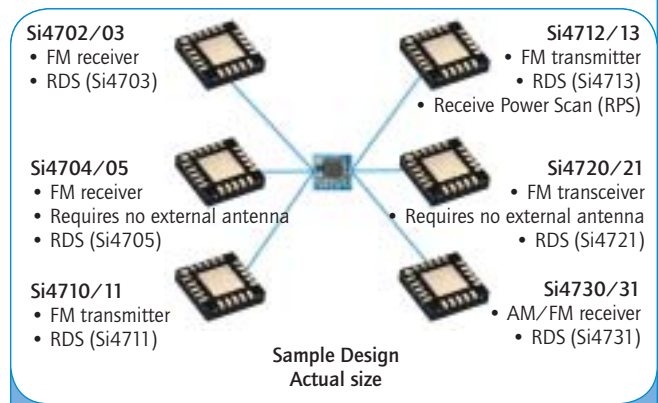 Si4702/03
• FM receiver
• RDS (Si4703)
Si4712/13
• FM transmitter
• RDS (Si4713)
• Receive Power Scan (RPS)
Si4704/05
• FM receiver
• Requires no external antenna
• RDS (Si4705)
Si4720/21
• FM transceiver
• Requires no external antenna
• RDS (Si4721)
Si4710/11
• FM transmitter
• RDS (Si4711)
Si4730/31
• AM/FM receiver
• RDS (Si4731)
Sample Design
Actual size